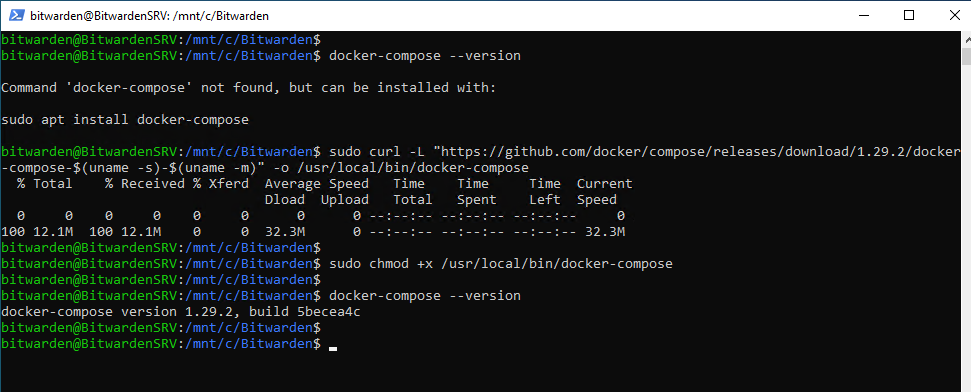 bitwarden@BitwardenSRV: /mnt/c/Bitwarden
bitwarden@BitwardenSRV:/mnt/c/Bitwarden$
bitwarden@BitwardenSRV:/mnt/c/Bitwarden$ docker-compose --version
Command 'docker-compose' not found, but can be installed with:
sudo apt install docker-compose
bitwarden@BitwardenSRV:/mnt/c/Bitwarden$ sudo curl -L "https://github.com/docker/compose/releases/download/1.29.2/docker
-compose-$(uname -s)-$(uname -m)" -o /usr/local/bin/docker-compose
  % Total    % Received % Xferd  Average Speed   Time    Time     Time  Current
                                 Dload  Upload   Total   Spent    Left  Speed
  0     0    0     0    0     0      0      0 --:--:-- --:--:-- --:--:--     0
100 12.1M  100 12.1M    0     0  32.3M      0 --:--:-- --:--:-- --:--:-- 32.3M
bitwarden@BitwardenSRV:/mnt/c/Bitwarden$
bitwarden@BitwardenSRV:/mnt/c/Bitwarden$ sudo chmod +x /usr/local/bin/docker-compose
bitwarden@BitwardenSRV:/mnt/c/Bitwarden$
bitwarden@BitwardenSRV:/mnt/c/Bitwarden$ docker-compose --version
docker-compose version 1.29.2, build 5becea4c
bitwarden@BitwardenSRV:/mnt/c/Bitwarden$
bitwarden@BitwardenSRV:/mnt/c/Bitwarden$